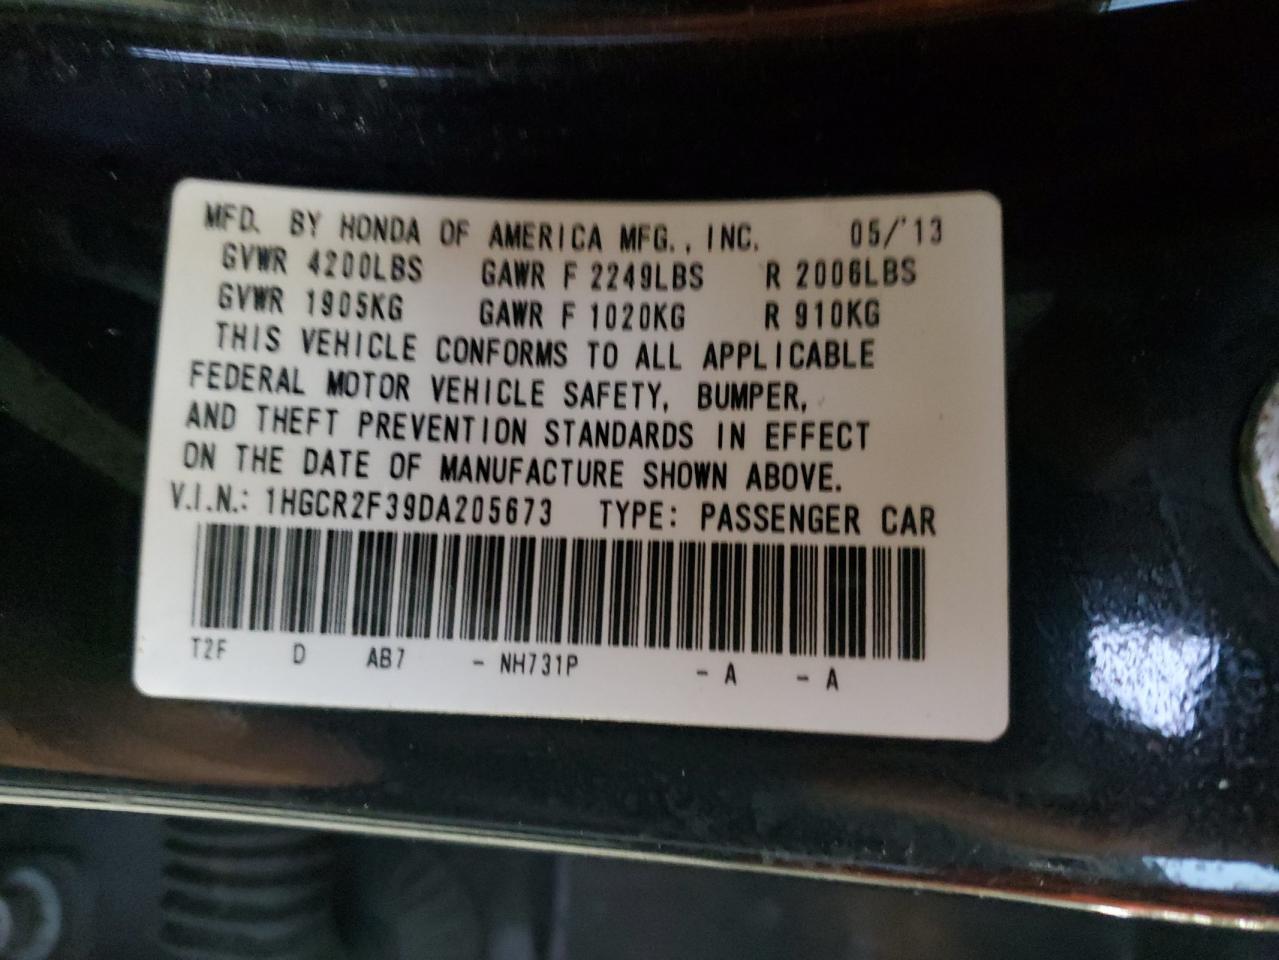 MFD. BY HONDA OF AMERICA MFG., INC. 05/'13
GVWR 4200LBS GAWR F 2249LBS R 2006LBS
GVWR 1905KG GAWR F 1020KG R 910KG
THIS VEHICLE CONFORMS TO ALL APPLICABLE
FEDERAL MOTOR VEHICLE SAFETY, BUMPER,
AND THEFT PREVENTION STANDARDS IN EFFECT
ON THE DATE OF MANUFACTURE SHOWN ABOVE.
V.I.N.: 1HGCR2F39DA205673 TYPE: PASSENGER CAR
T2F D AB7 - NH731P - A - A